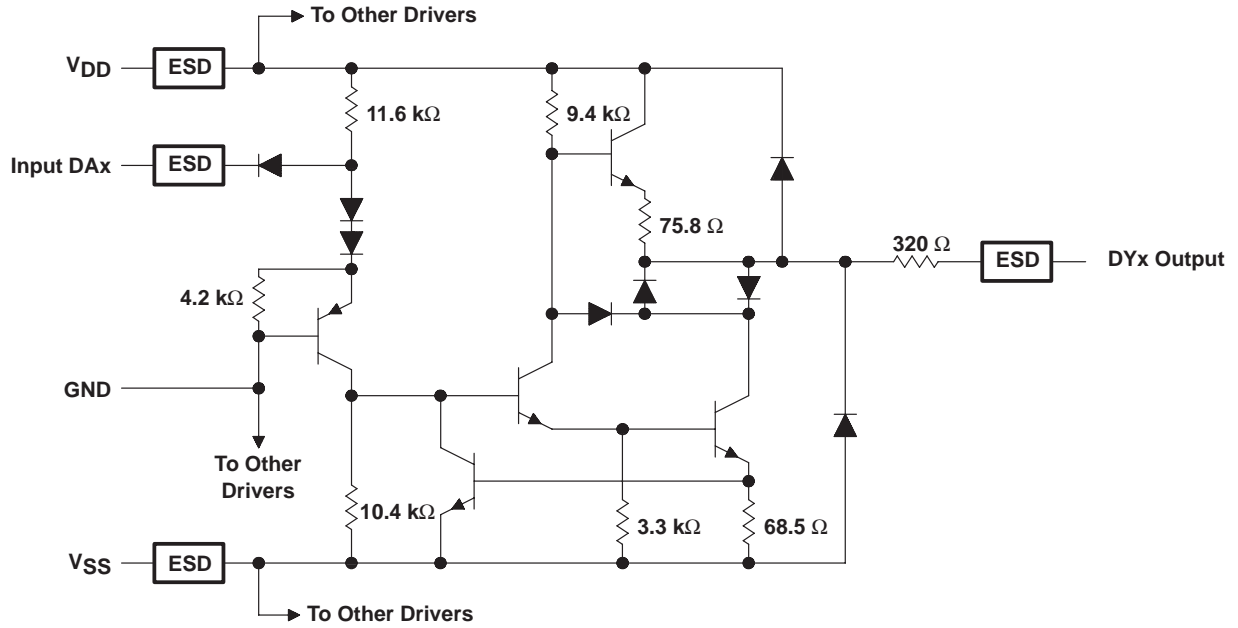 To Other Drivers
VDD
ESD
11.6 kΩ
9.4 kΩ
Input DAx
ESD
75.8 Ω
320 Ω
ESD
DYx Output
4.2 kΩ
GND
To Other
Drivers
10.4 kΩ
3.3 kΩ
68.5 Ω
VSS
ESD
To Other Drivers